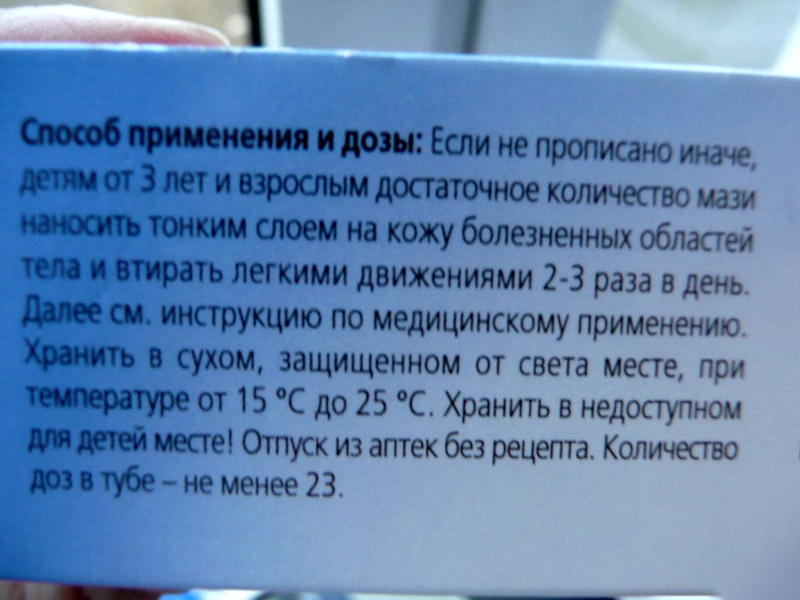 Способ применения и дозы: Если не прописано иначе,
детям от 3 лет и взрослым достаточное количество мази
наносить тонким слоем на кожу болезненных областей
тела и втирать легкими движениями 2-3 раза в день.
Далее см. инструкцию по медицинскому применению.
Хранить в сухом, защищенном от света месте, при
температуре от 15 °C до 25 °C. Хранить в недоступном
для детей месте! Отпуск из аптек без рецепта. Количество
доз в тубе – не менее 23.